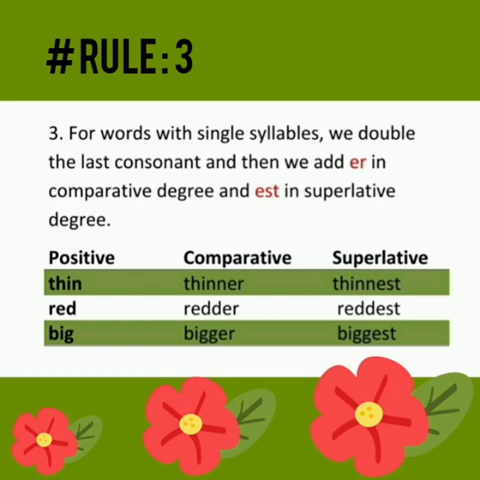 #RULE:3
3. For words with single syllables, we double
the last consonant and then we add er in
comparative degree and est in superlative
degree.
Positive Comparative Superlative
thin thinner thinnest
red redder reddest
big bigger biggest